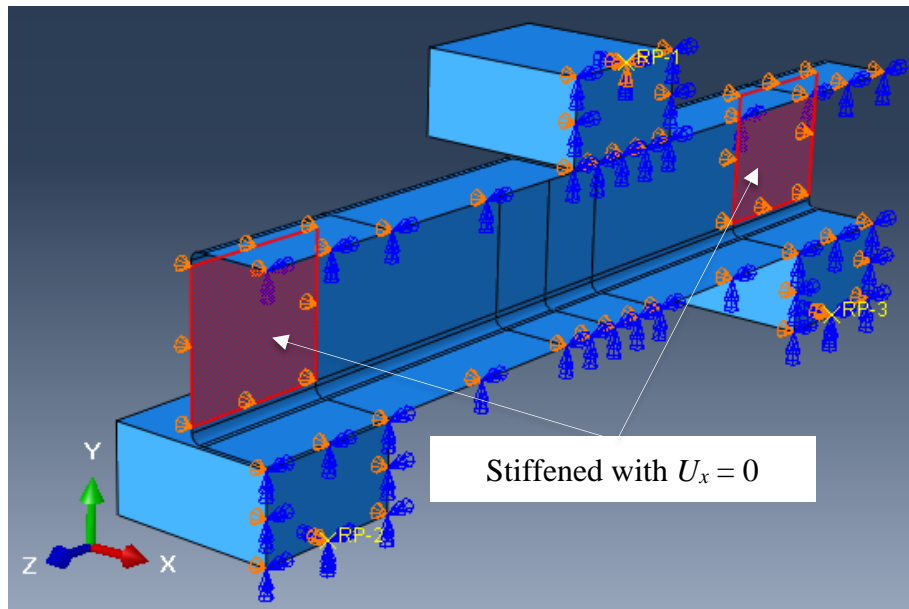 RP-1
RP-3
Stiffened with Uₓ = 0
Y
RP-2
Z
X